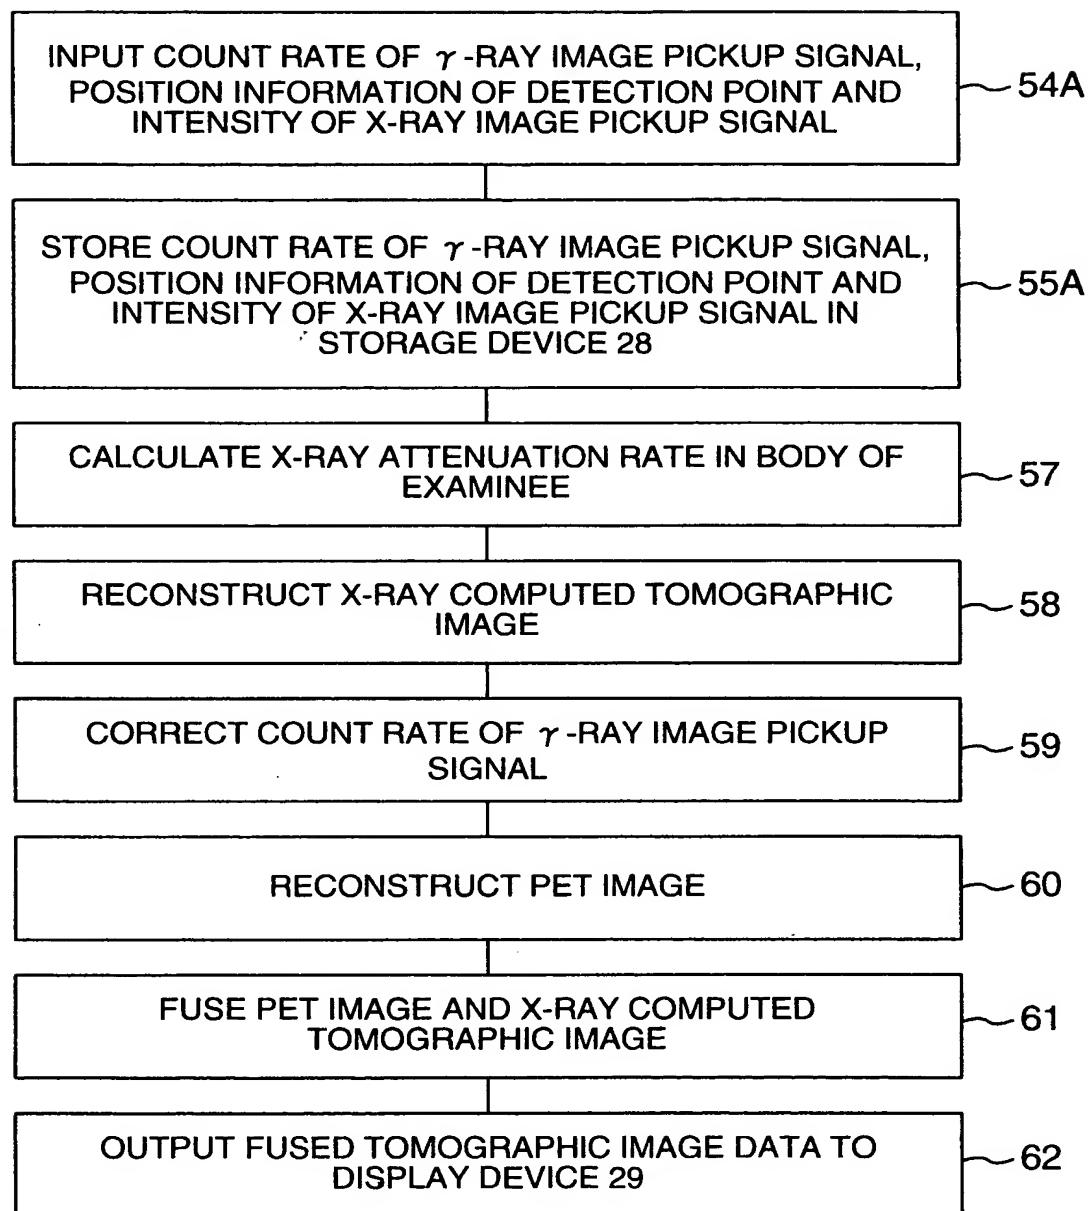 INPUT COUNT RATE OF γ-RAY IMAGE PICKUP SIGNAL,
POSITION INFORMATION OF DETECTION POINT AND
INTENSITY OF X-RAY IMAGE PICKUP SIGNAL
54A
STORE COUNT RATE OF γ-RAY IMAGE PICKUP SIGNAL,
POSITION INFORMATION OF DETECTION POINT AND
INTENSITY OF X-RAY IMAGE PICKUP SIGNAL IN
STORAGE DEVICE 28
55A
CALCULATE X-RAY ATTENUATION RATE IN BODY OF
EXAMINEE
57
RECONSTRUCT X-RAY COMPUTED TOMOGRAPHIC
IMAGE
58
CORRECT COUNT RATE OF γ-RAY IMAGE PICKUP
SIGNAL
59
RECONSTRUCT PET IMAGE
60
FUSE PET IMAGE AND X-RAY COMPUTED
TOMOGRAPHIC IMAGE
61
OUTPUT FUSED TOMOGRAPHIC IMAGE DATA TO
DISPLAY DEVICE 29
62